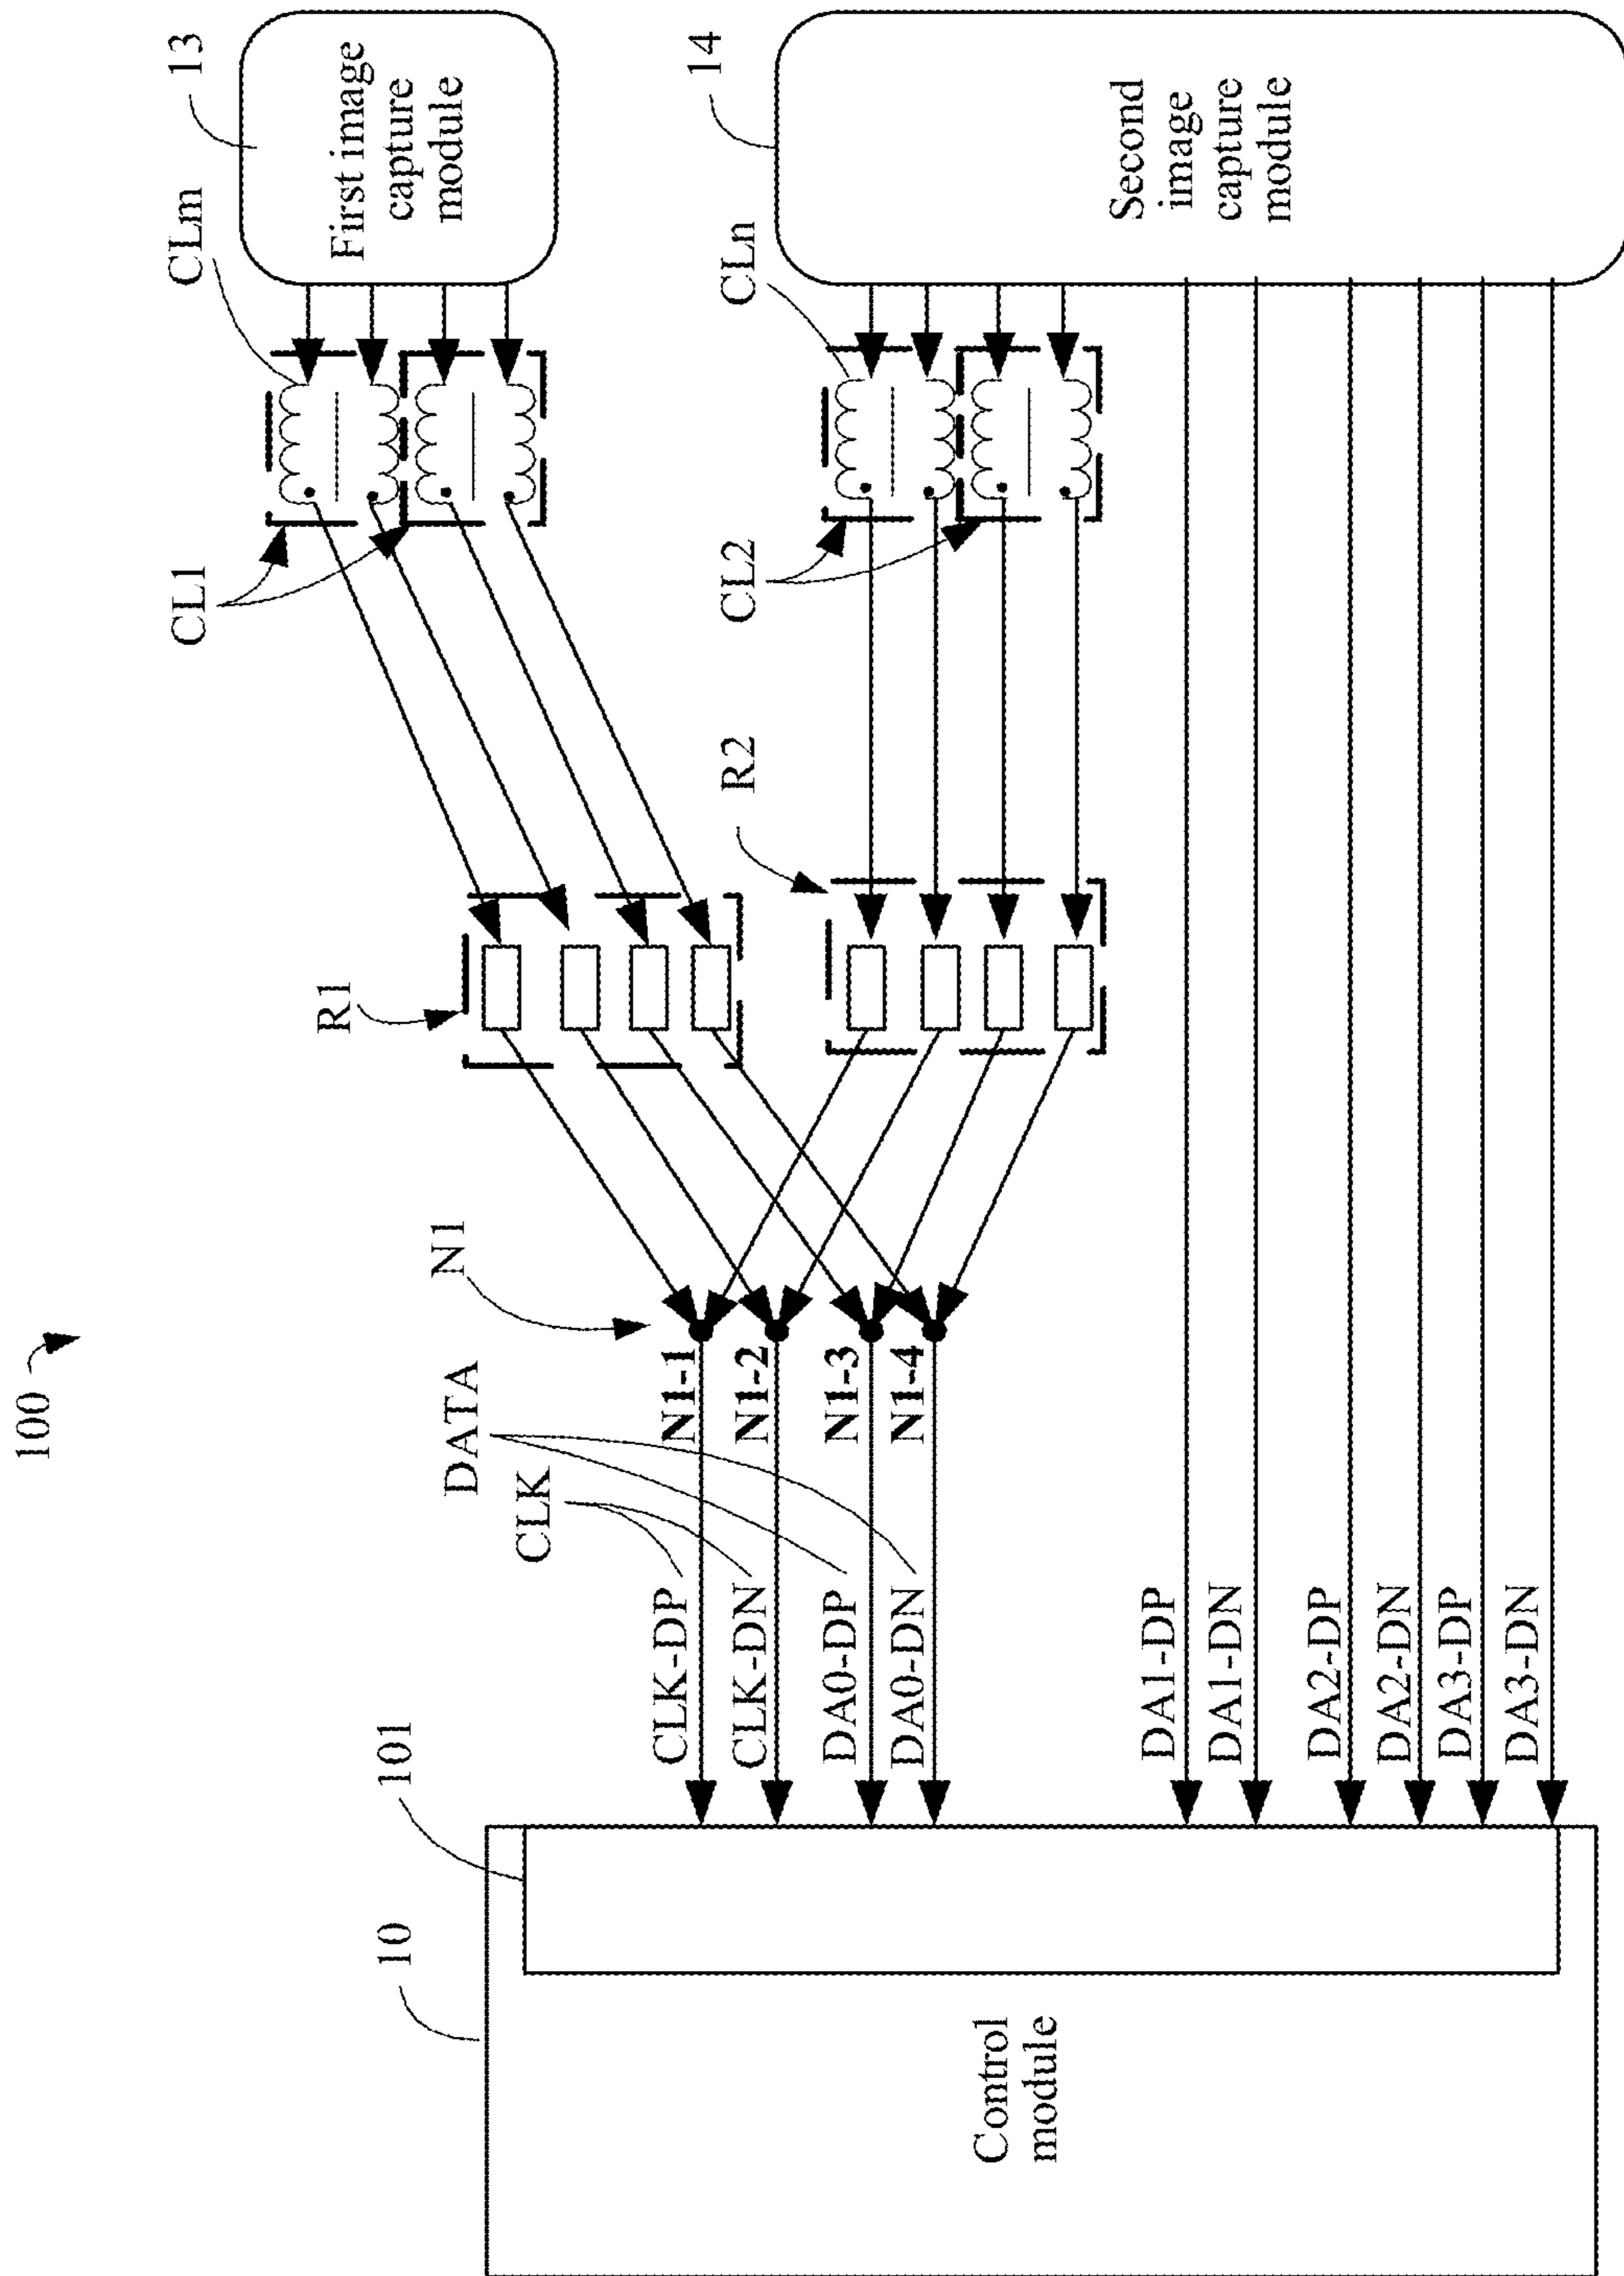 100
10
101
Control
module
CLK-DP
CLK-DN
DA0-DP
DA0-DN
DA1-DP
DA1-DN
DA2-DP
DA2-DN
DA3-DP
DA3-DN
CLK
DATA
N1
N1-1
N1-2
N1-3
N1-4
R1
R2
CL1
CL2
CLm
CLn
13
First image
capture
module
14
Second
image
capture
module